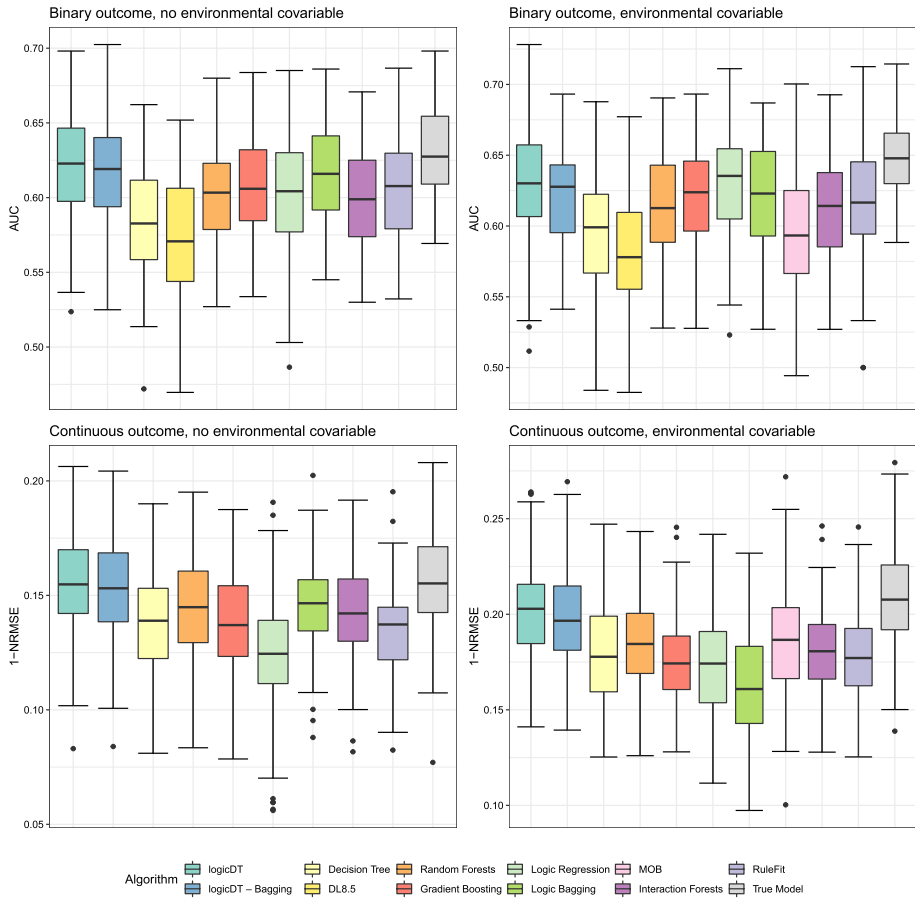 Binary outcome, no environmental covariable
Binary outcome, environmental covariable
0.70
0.65
0.60
0.55
0.50
AUC
0.70
0.65
0.60
0.55
0.50
AUC
Continuous outcome, no environmental covariable
Continuous outcome, environmental covariable
0.20
0.15
0.10
0.05
1−NRMSE
0.25
0.20
0.15
0.10
1−NRMSE
Algorithm
logicDT
Decision Tree
Random Forests
Logic Regression
MOB
RuleFit
logicDT − Bagging
DL8.5
Gradient Boosting
Logic Bagging
Interaction Forests
True Model